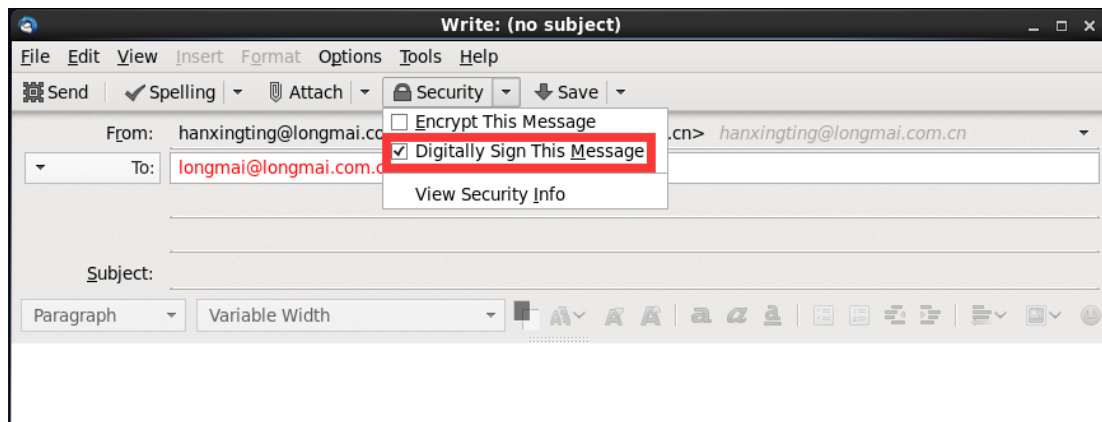 Write: (no subject)
File Edit View Insert Format Options Tools Help
Send Spelling Attach Security Save
Encrypt This Message
From: hanxingting@longmai.co .cn> hanxingting@longmai.com.cn
Digitally Sign This Message
To: longmai@longmai.com.c
View Security Info
Subject:
Paragraph Variable Width